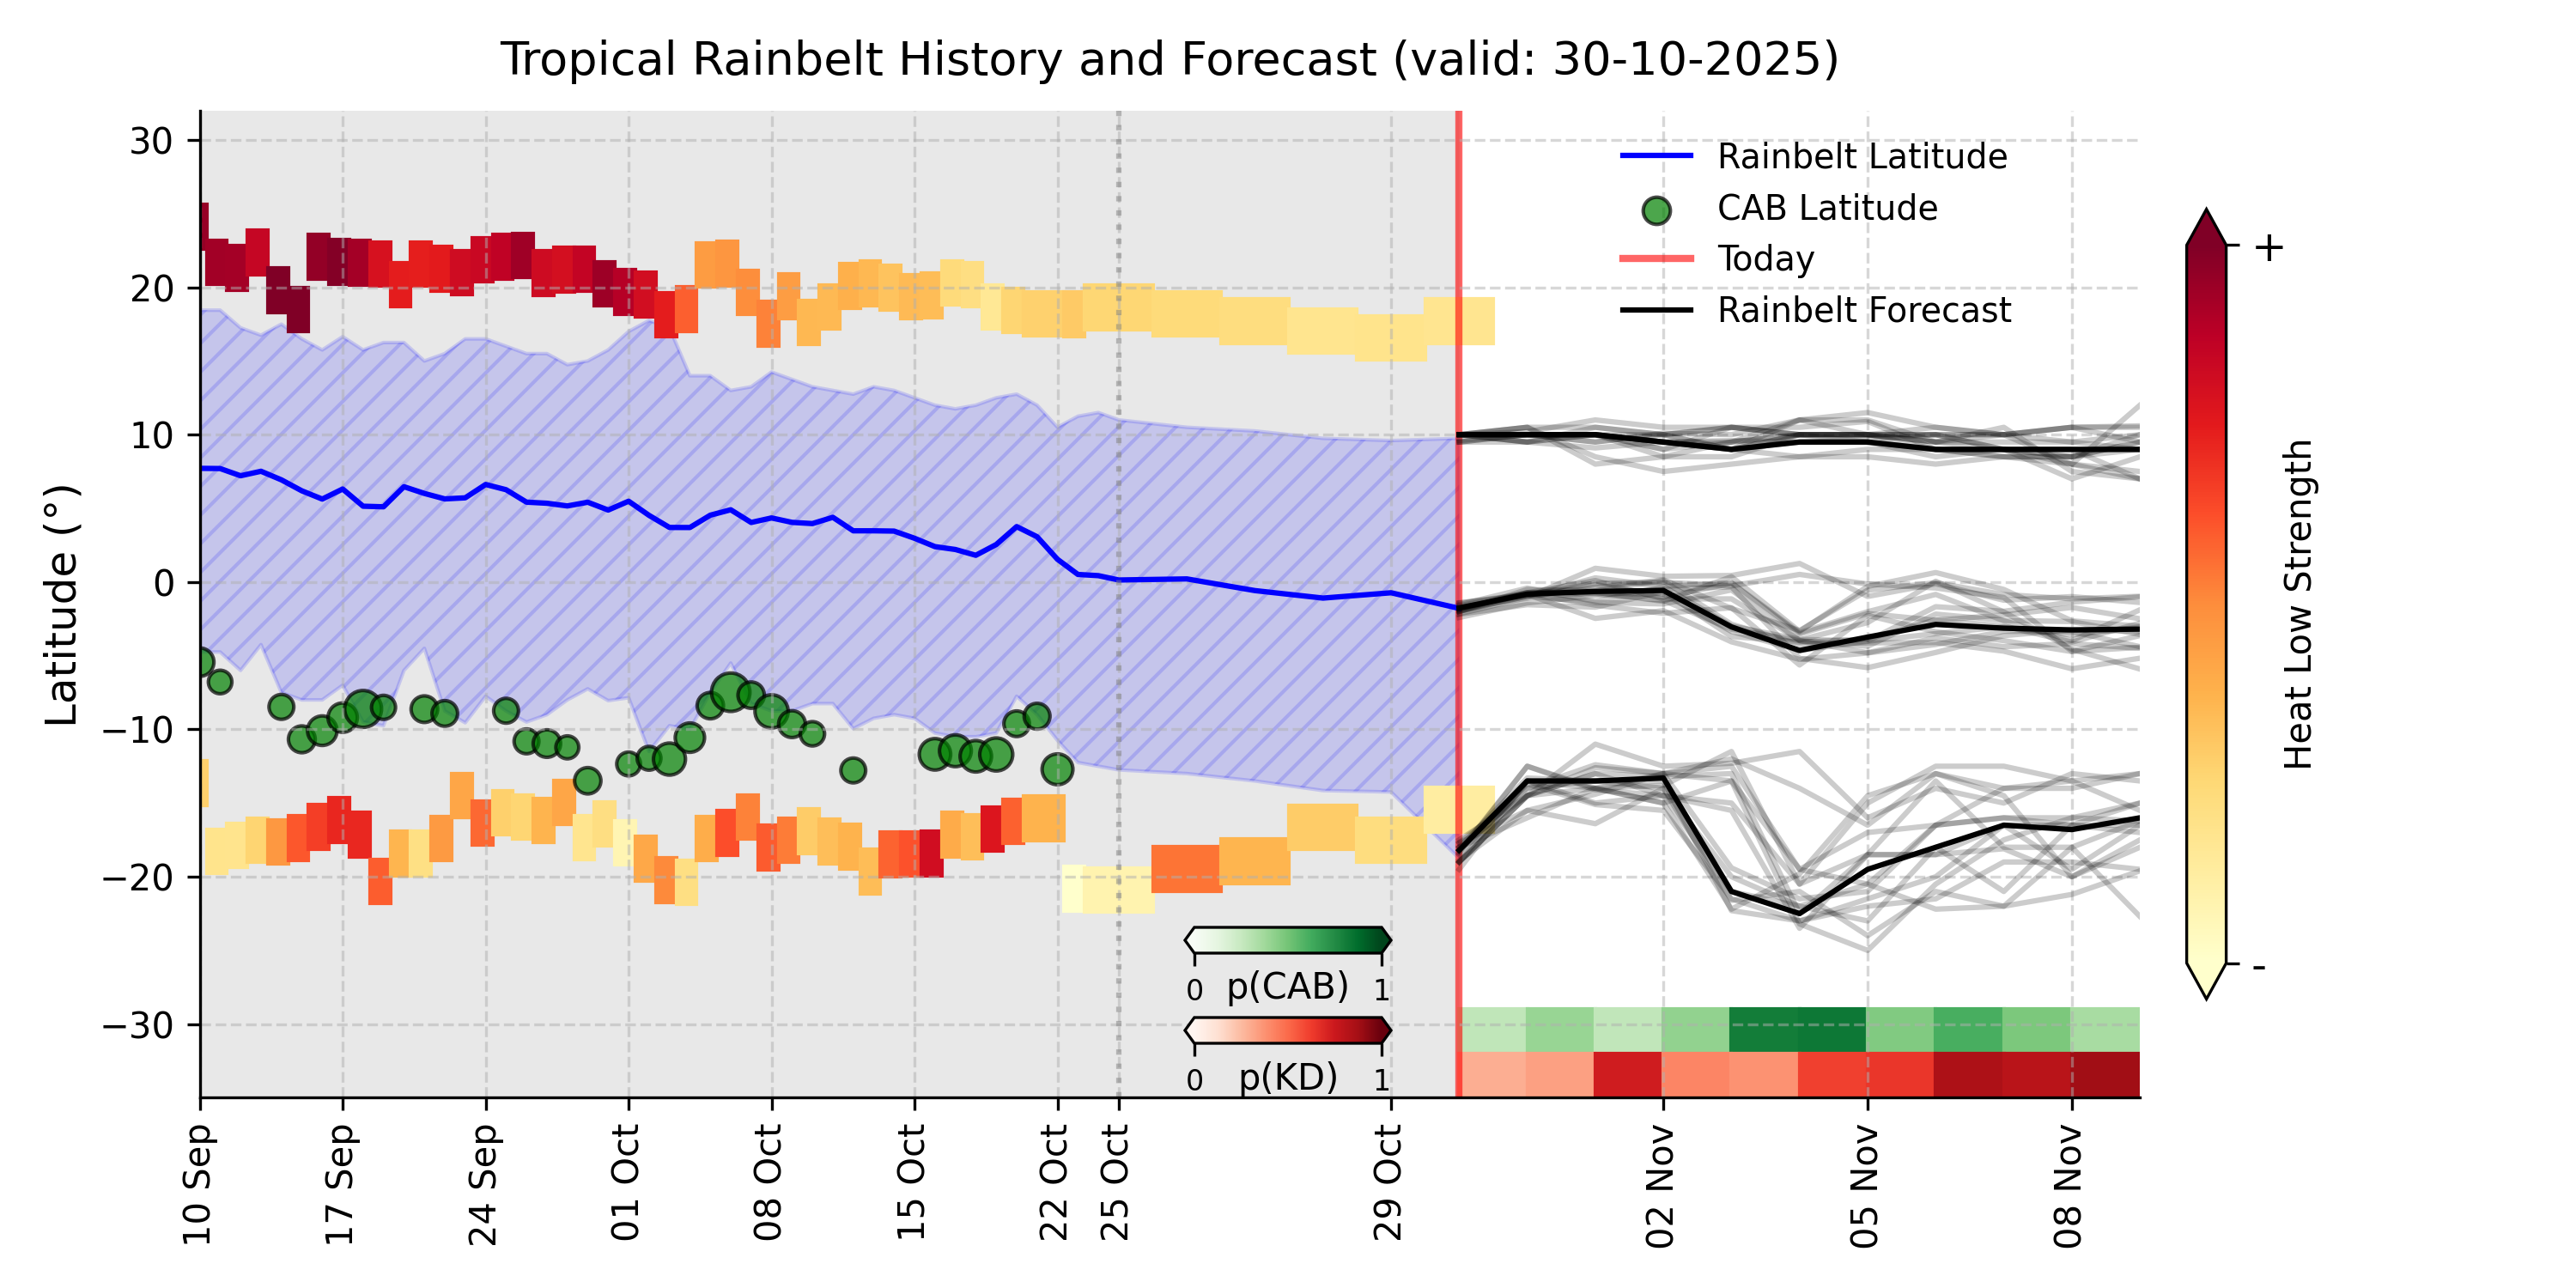 Tropical Rainbelt History and Forecast (valid: 30-10-2025)
Rainbelt Latitude
CAB Latitude
Today
Rainbelt Forecast
Latitude (°)
30
20
10
0
−10
−20
−30
0 p(CAB) 1
0 p(KD) 1
10 Sep
17 Sep
24 Sep
01 Oct
08 Oct
15 Oct
22 Oct
25 Oct
29 Oct
02 Nov
05 Nov
08 Nov
+
-
Heat Low Strength